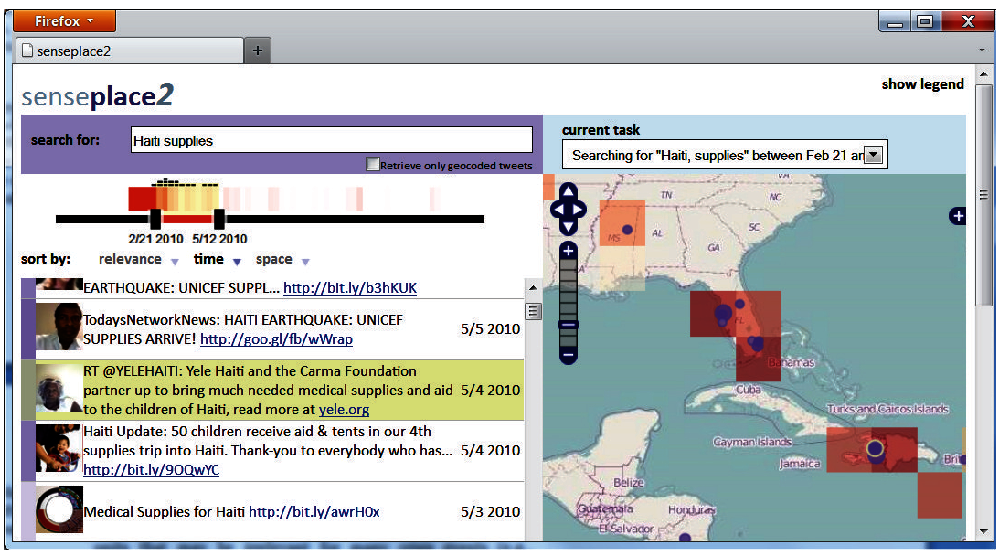 Firefox
senseplace2
+
show legend
senseplace2
search for:
Haiti supplies
Retrieve only geocoded tweets
current task
Searching for "Haiti, supplies" between Feb 21 an
2/21 2010
5/12 2010
sort by:
relevance
time
space
EARTHQUAKE: UNICEF SUPPL... http://bit.ly/b3hKUK
TodaysNetworkNews: HAITI EARTHQUAKE: UNICEF
SUPPLIES ARRIVE! http://goo.gl/fb/wWrap
5/5 2010
RT @YELEHAITI: Yele Haiti and the Carma Foundation
partner up to bring much needed medical supplies and aid
to the children of Haiti, read more at yele.org
5/4 2010
Haiti Update: 50 children receive aid & tents in our 4th
supplies trip into Haiti. Thank-you to everybody who has...
http://bit.ly/9OQwYC
5/4 2010
Medical Supplies for Haiti http://bit.ly/awrH0x
5/3 2010
VA
TN
NC
MS
AL
SC
GA
FL
Bahamas
Cuba
Turks and Caicos Islands
Cayman Islands
Jamaica
Brit
Belize
Guatemala
Honduras
El Salvador